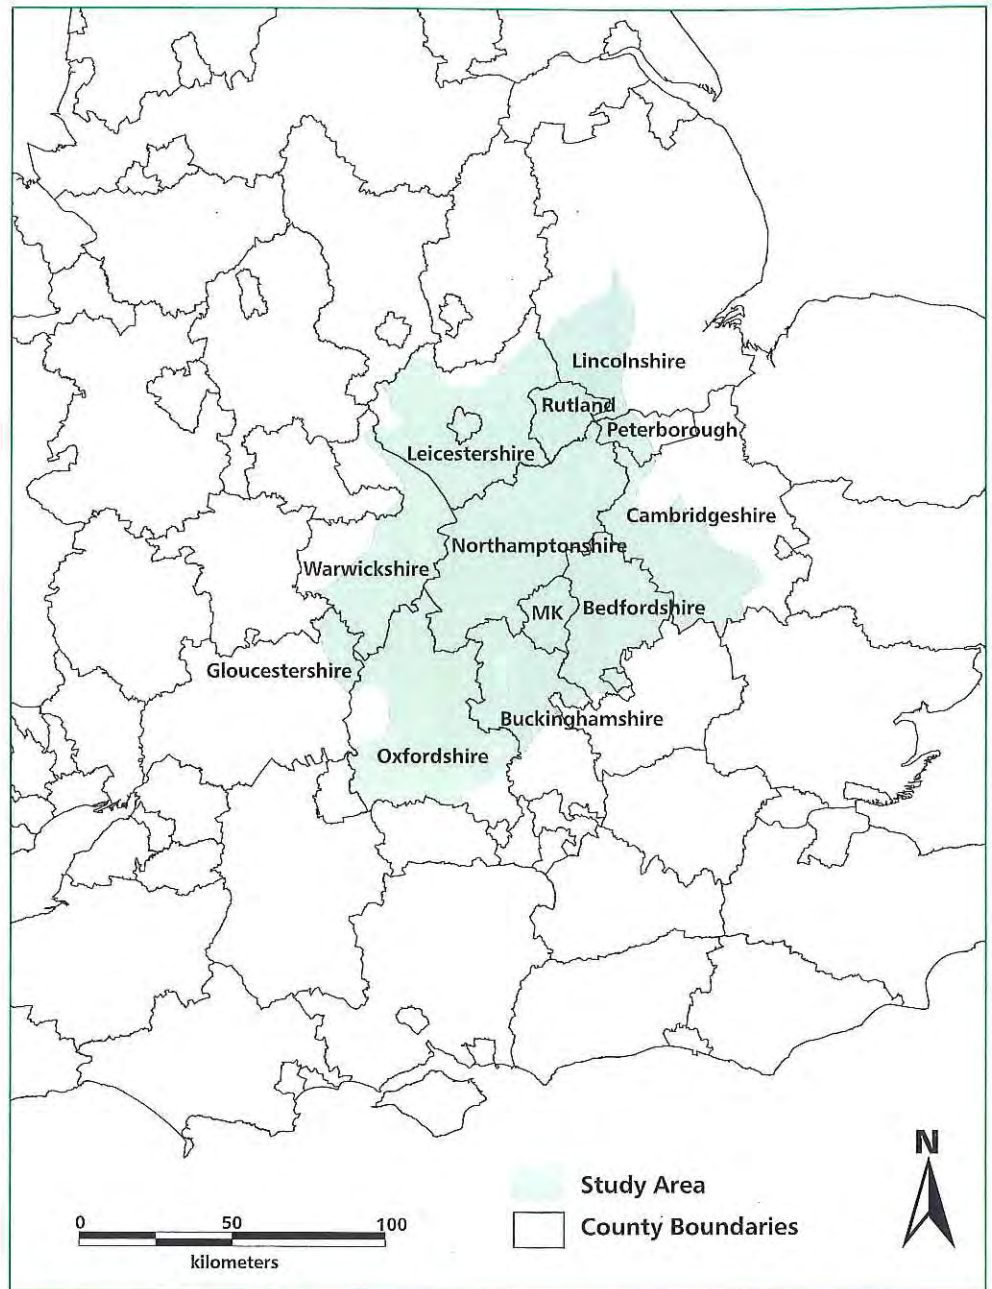 Lincolnshire
Rutland
Peterborough
Leicestershire
Cambridgeshire
Northamptonshire
Warwickshire
MK
Bedfordshire
Gloucestershire
Buckinghamshire
Oxfordshire
N
Study Area
County Boundaries
0 50 100
kilometers